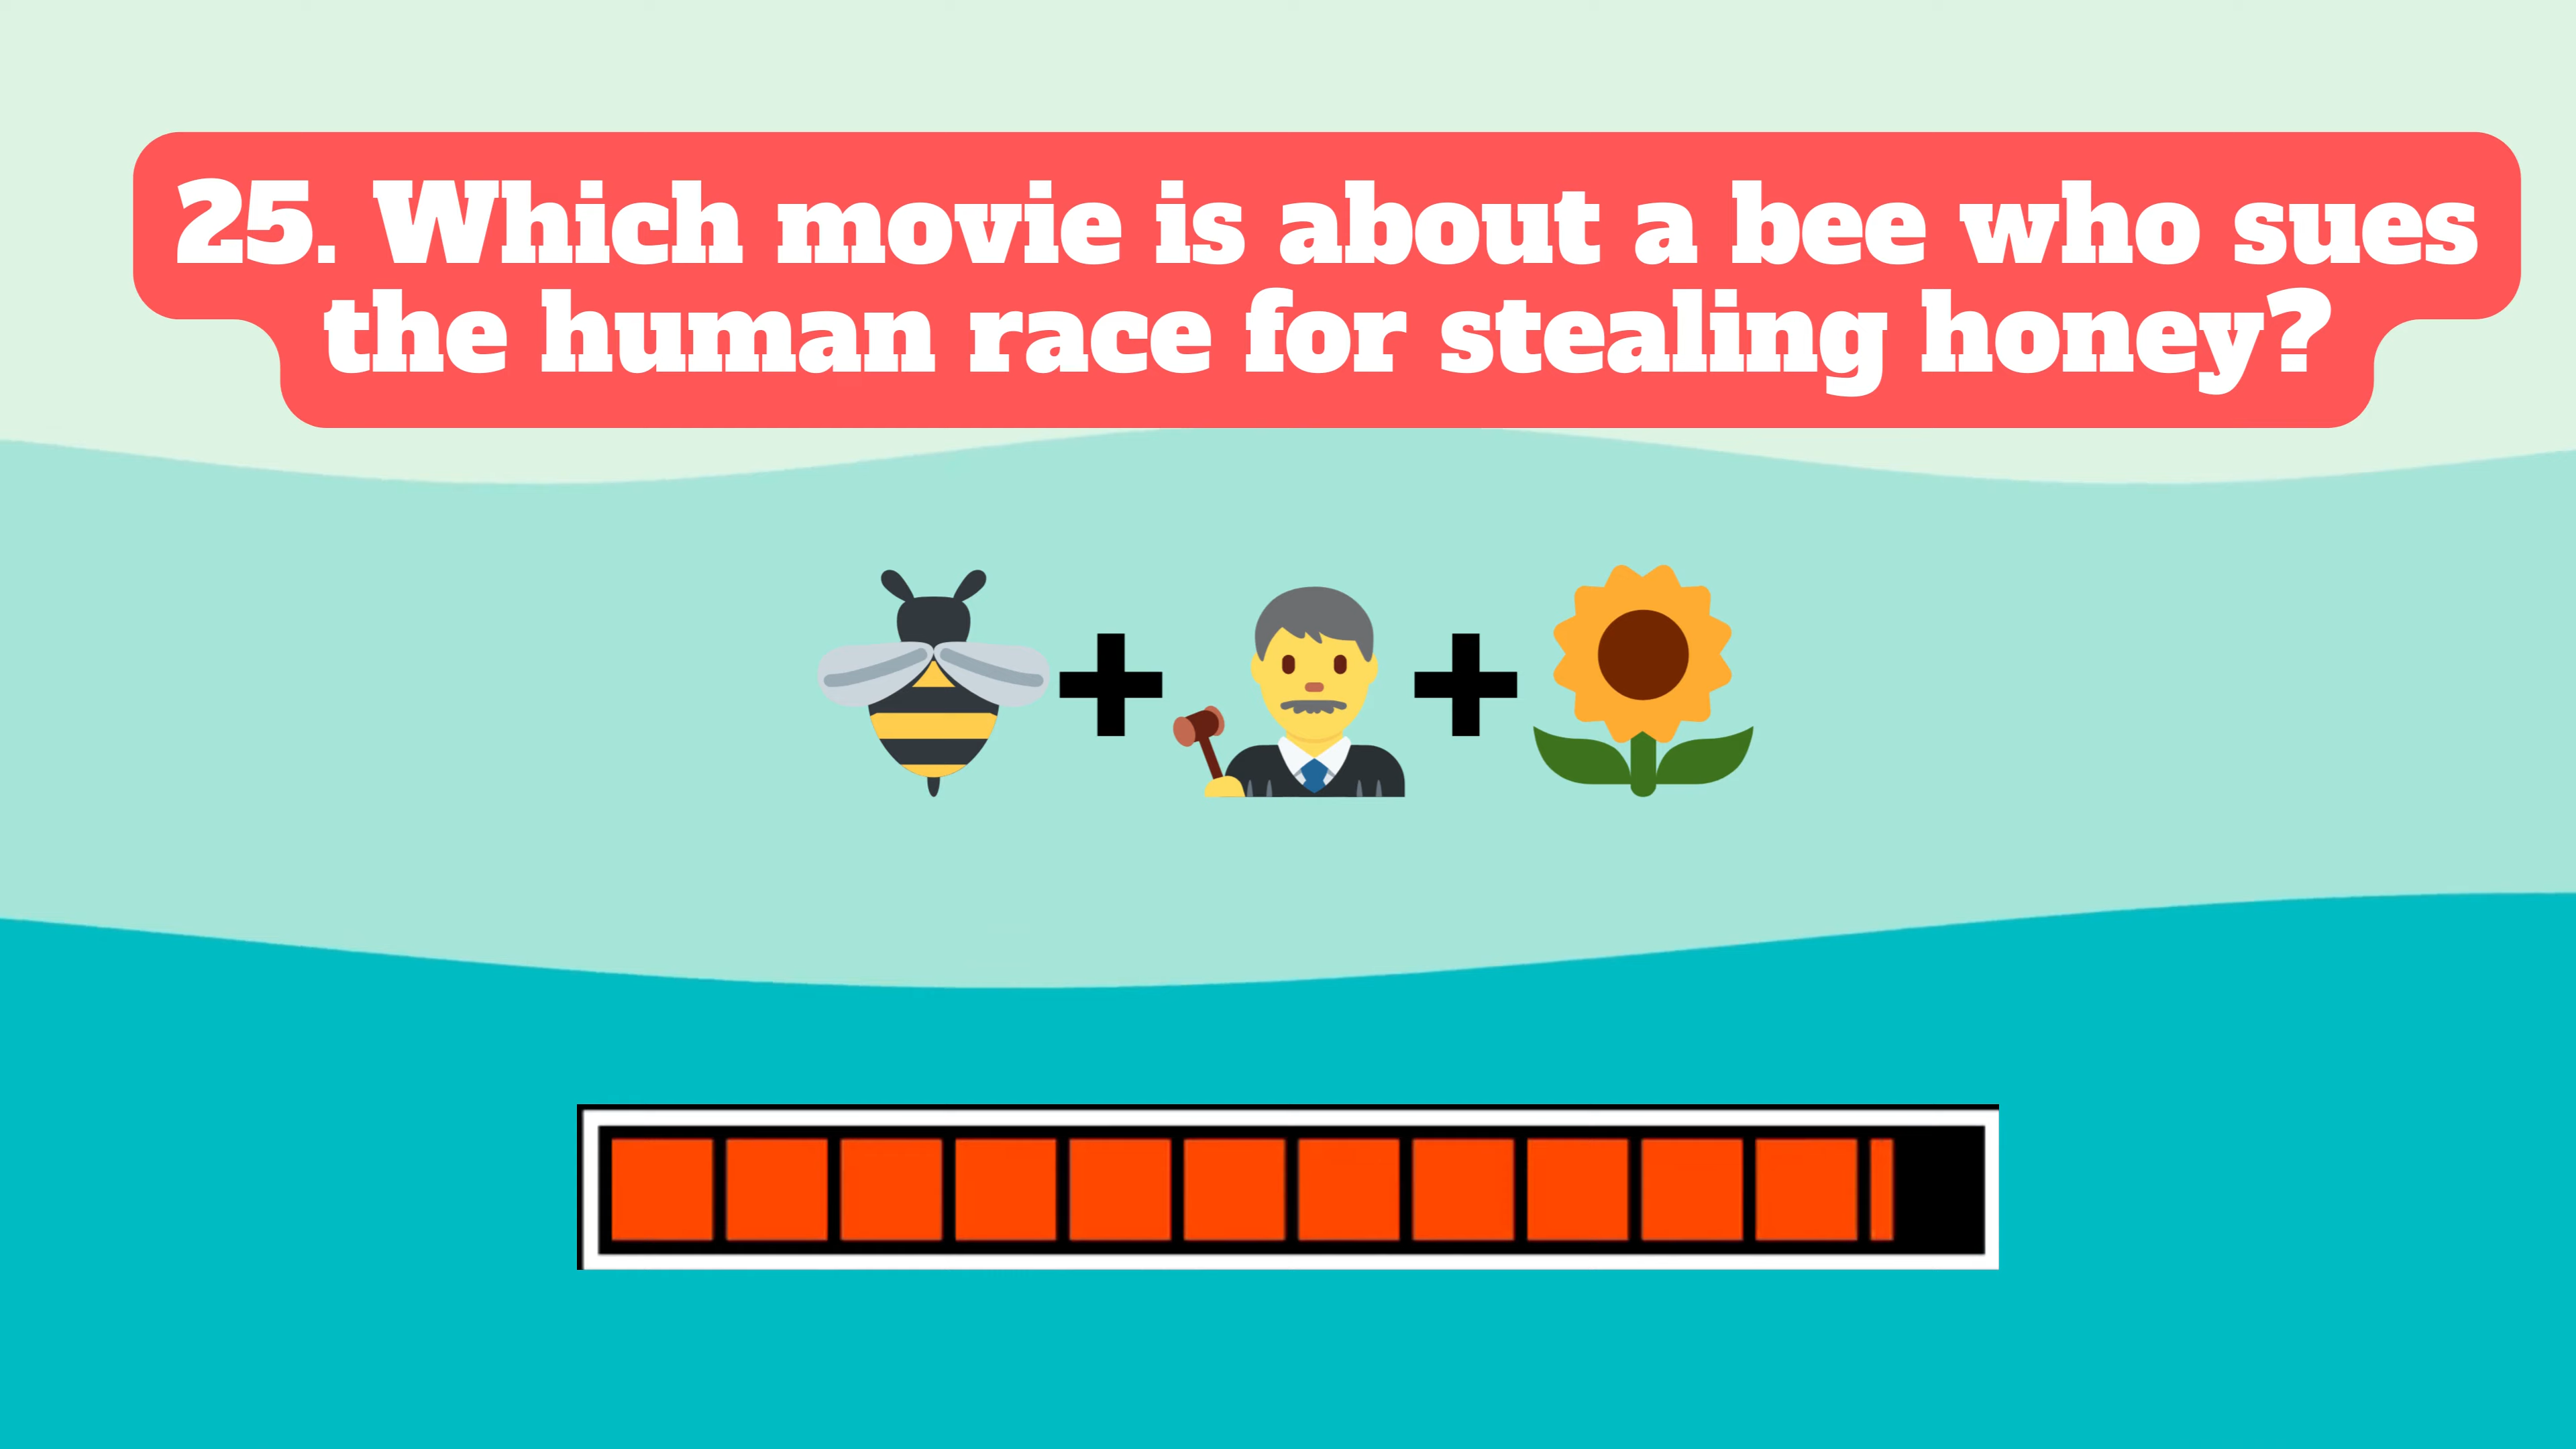 25. Which movie is about a bee who sues
the human race for stealing honey?